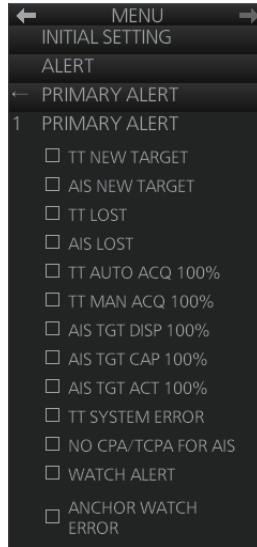 ← MENU →
INITIAL SETTING
ALERT
← PRIMARY ALERT
1 PRIMARY ALERT
☐ TT NEW TARGET
☐ AIS NEW TARGET
☐ TT LOST
☐ AIS LOST
☐ TT AUTO ACQ 100%
☐ TT MAN ACQ 100%
☐ AIS TGT DISP 100%
☐ AIS TGT CAP 100%
☐ AIS TGT ACT 100%
☐ TT SYSTEM ERROR
☐ NO CPA/TCPA FOR AIS
☐ WATCH ALERT
☐ ANCHOR WATCH
ERROR